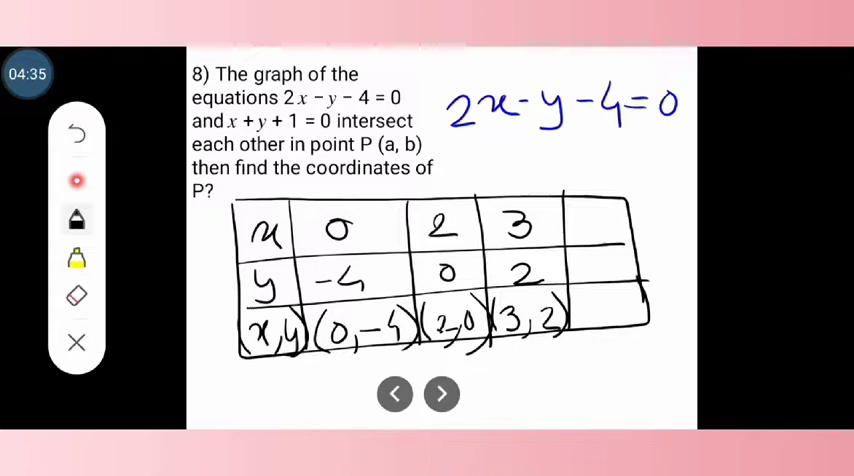 04:35
8) The graph of the
equations 2x − y − 4 = 0
and x + y + 1 = 0 intersect
each other in point P (a, b)
then find the coordinates of
P?
2x - y - 4 = 0
x 0 2 3
y -4 0 2
(x,y) (0,-4) (2,0) (3,2)